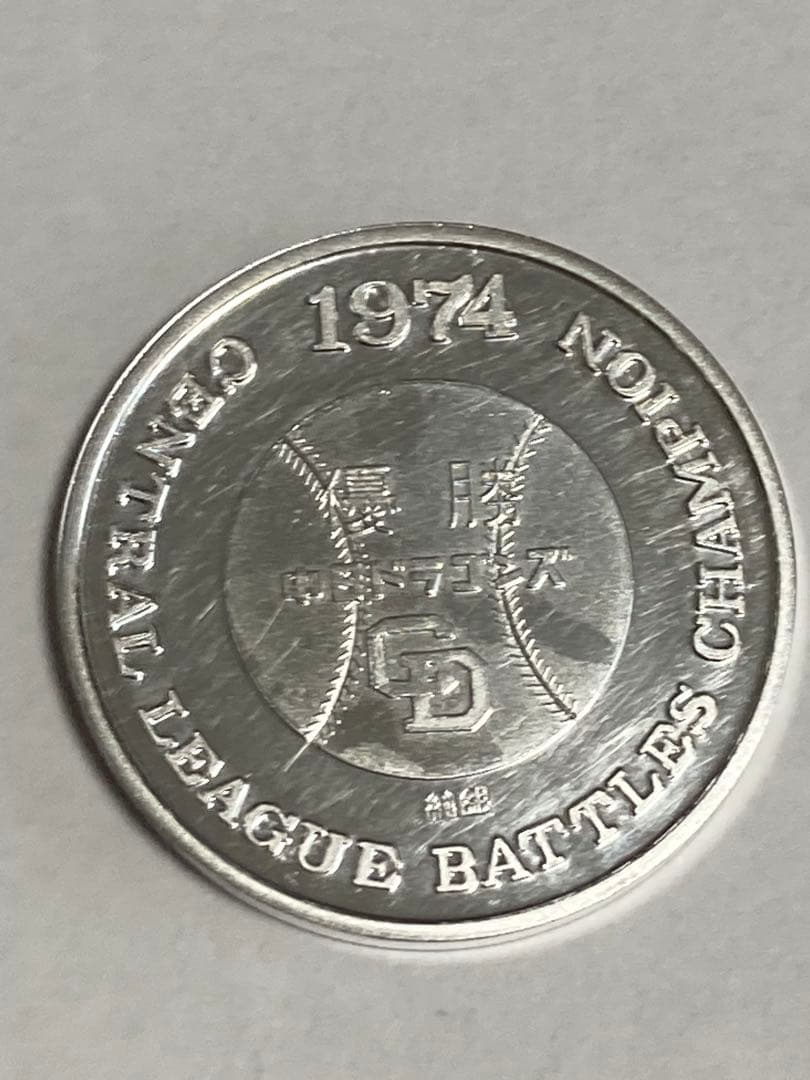 1974
CENTRAL LEAGUE BATTLES CHAMPION
優勝
中日ドラゴンズ
CD
純銀